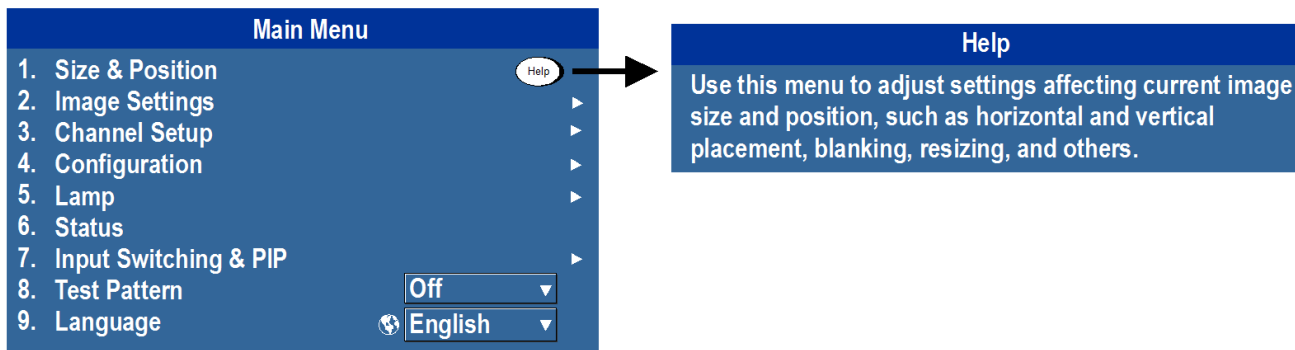 Main Menu
1. Size & Position
Help
2. Image Settings
3. Channel Setup
4. Configuration
5. Lamp
6. Status
7. Input Switching & PIP
8. Test Pattern Off
9. Language English
Help
Use this menu to adjust settings affecting current image
size and position, such as horizontal and vertical
placement, blanking, resizing, and others.